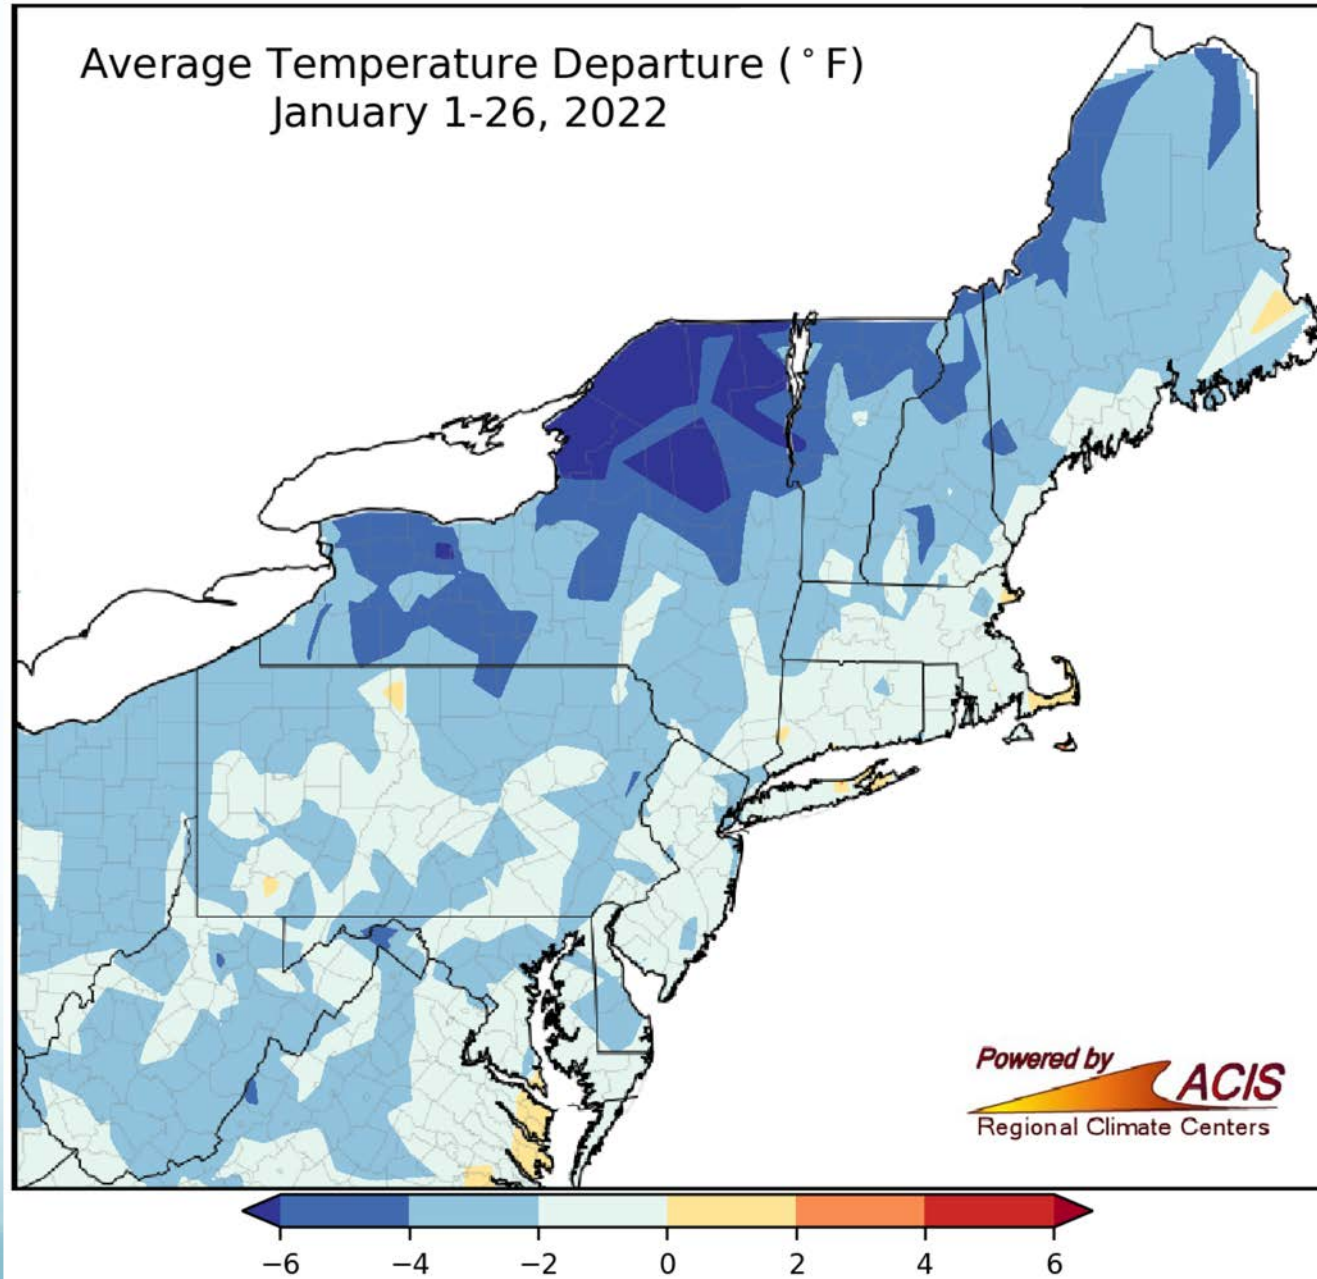 Average Temperature Departure (°F)
January 1-26, 2022
Powered by
ACIS
Regional Climate Centers
−6 −4 −2 0 2 4 6